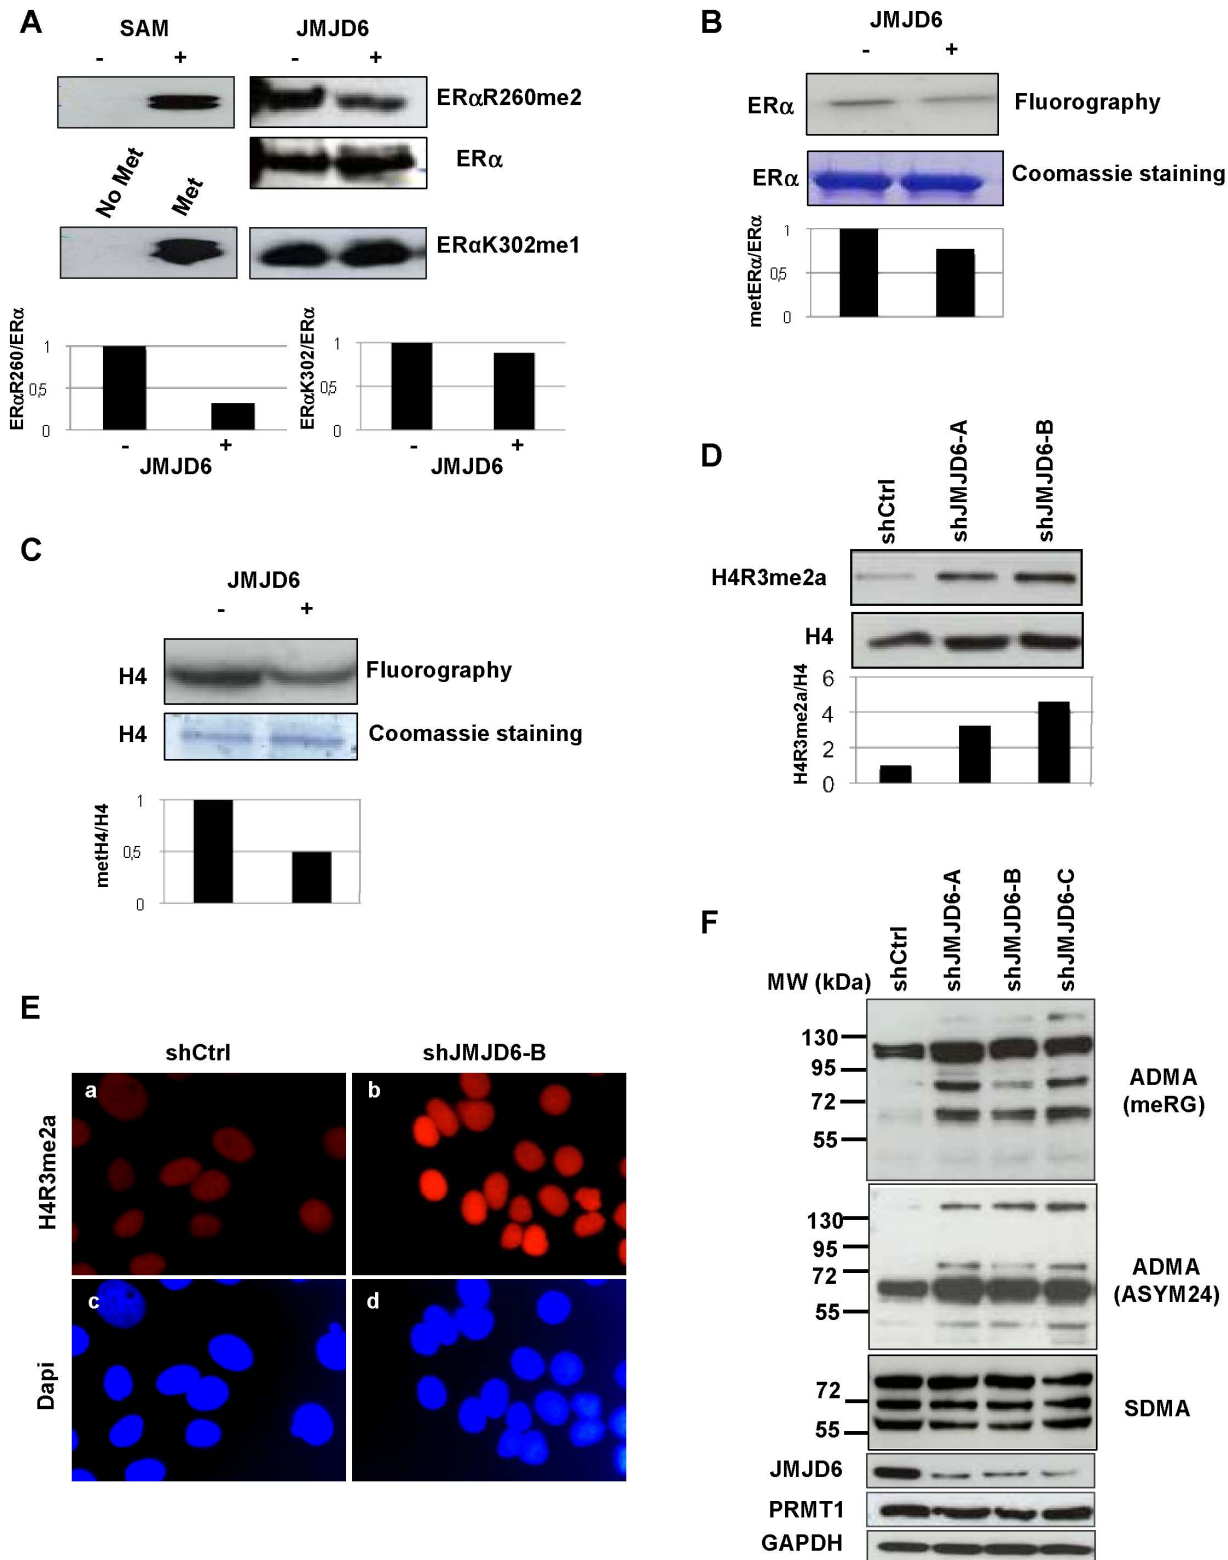 A
SAM
JMJD6
- +
- +
ERαR260me2
ERα
No Met
Met
ERαK302me1
ERαR260/ERα
1
0,5
0
- +
JMJD6
ERαK302/ERα
1
0,5
0
- +
JMJD6
B
JMJD6
- +
ERα
Fluorography
ERα
Coomassie staining
metERα/ERα
1
0,5
0
C
JMJD6
- +
H4
Fluorography
H4
Coomassie staining
metH4/H4
1
0,5
0
D
shCtrl
shJMJD6-A
shJMJD6-B
H4R3me2a
H4
H4R3me2a/H4
6
4
2
0
E
shCtrl
shJMJD6-B
H4R3me2a
a
b
Dapi
c
d
F
MW (kDa)
shCtrl
shJMJD6-A
shJMJD6-B
shJMJD6-C
130
95
72
55
ADMA
(meRG)
130
95
72
55
ADMA
(ASYM24)
72
55
SDMA
JMJD6
PRMT1
GAPDH